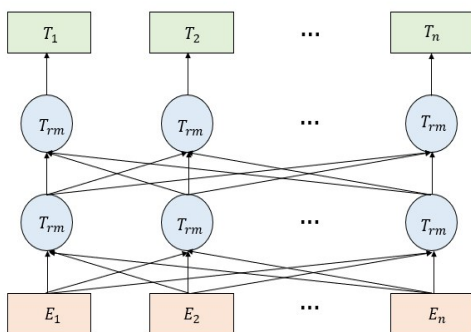 T₁ T₂ ... Tₙ
Tᵣₘ Tᵣₘ ... Tᵣₘ
Tᵣₘ Tᵣₘ ... Tᵣₘ
E₁ E₂ ... Eₙ